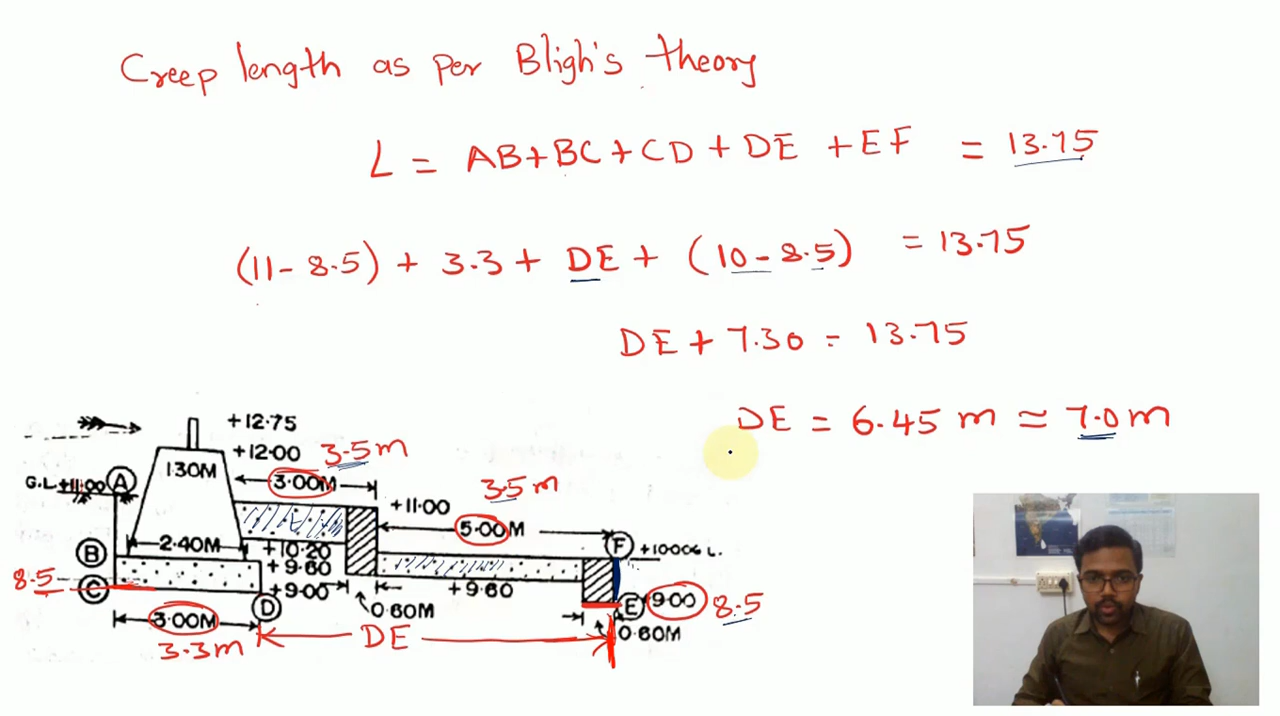 Creep length as per Bligh's theory
L = AB+BC+CD+DE+EF = 13.75
(11-8.5) + 3.3 + DE + (10-8.5) = 13.75
DE + 7.30 = 13.75
DE = 6.45 m ≈ 7.0 m
+12.75
+12.00
3.5m
1.30M
3.00M
G.L+11.00 A
+11.00
3.5m
5.00M
B
2.40M
+10.20
F
+1000G L.
8.5
C
+9.60
+9.00
+9.60
0.60M
E
+9.00
8.5
3.00M
D
DE
0.60M
3.3m